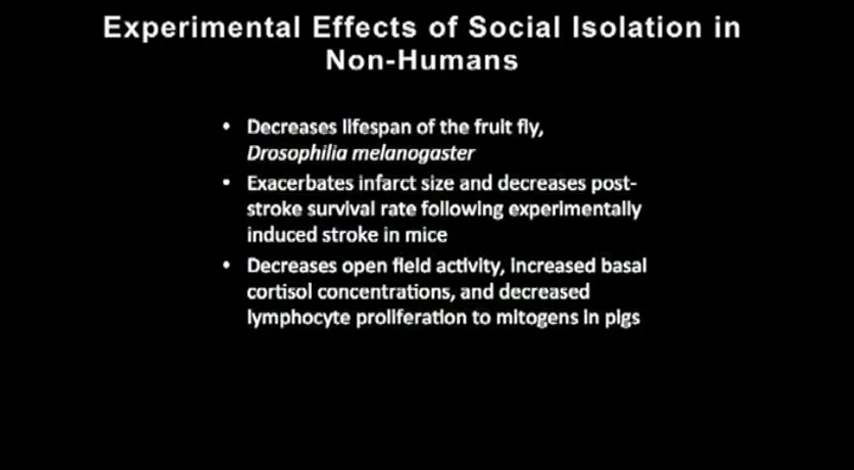 Experimental Effects of Social Isolation in
Non-Humans
• Decreases lifespan of the fruit fly,
Drosophilia melanogaster
• Exacerbates infarct size and decreases post-
stroke survival rate following experimentally
induced stroke in mice
• Decreases open field activity, increased basal
cortisol concentrations, and decreased
lymphocyte proliferation to mitogens in pigs